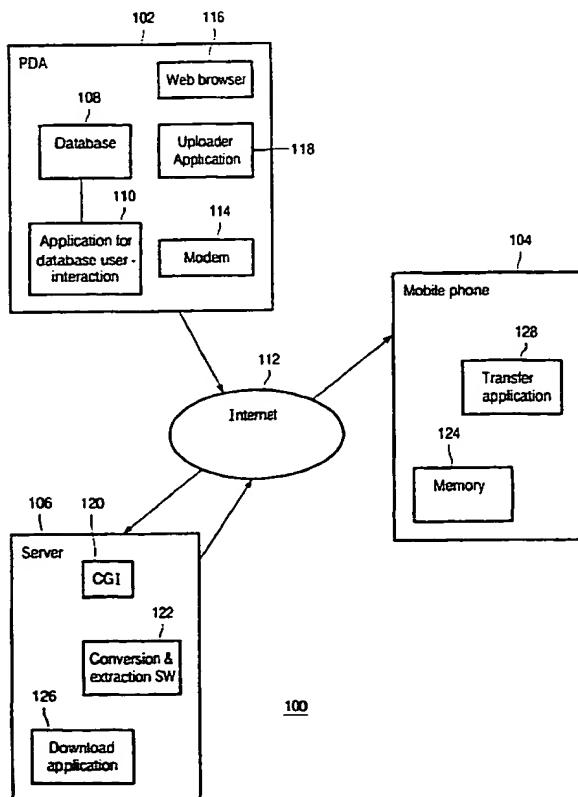 102
116
PDA
Web browser
108
Database
Uploader
Application
118
110
Application for
database user -
interaction
114
Modem
104
Mobile phone
112
Internet
128
Transfer
application
124
Memory
106
120
Server
CGI
122
Conversion &
extraction SW
126
Download
application
100